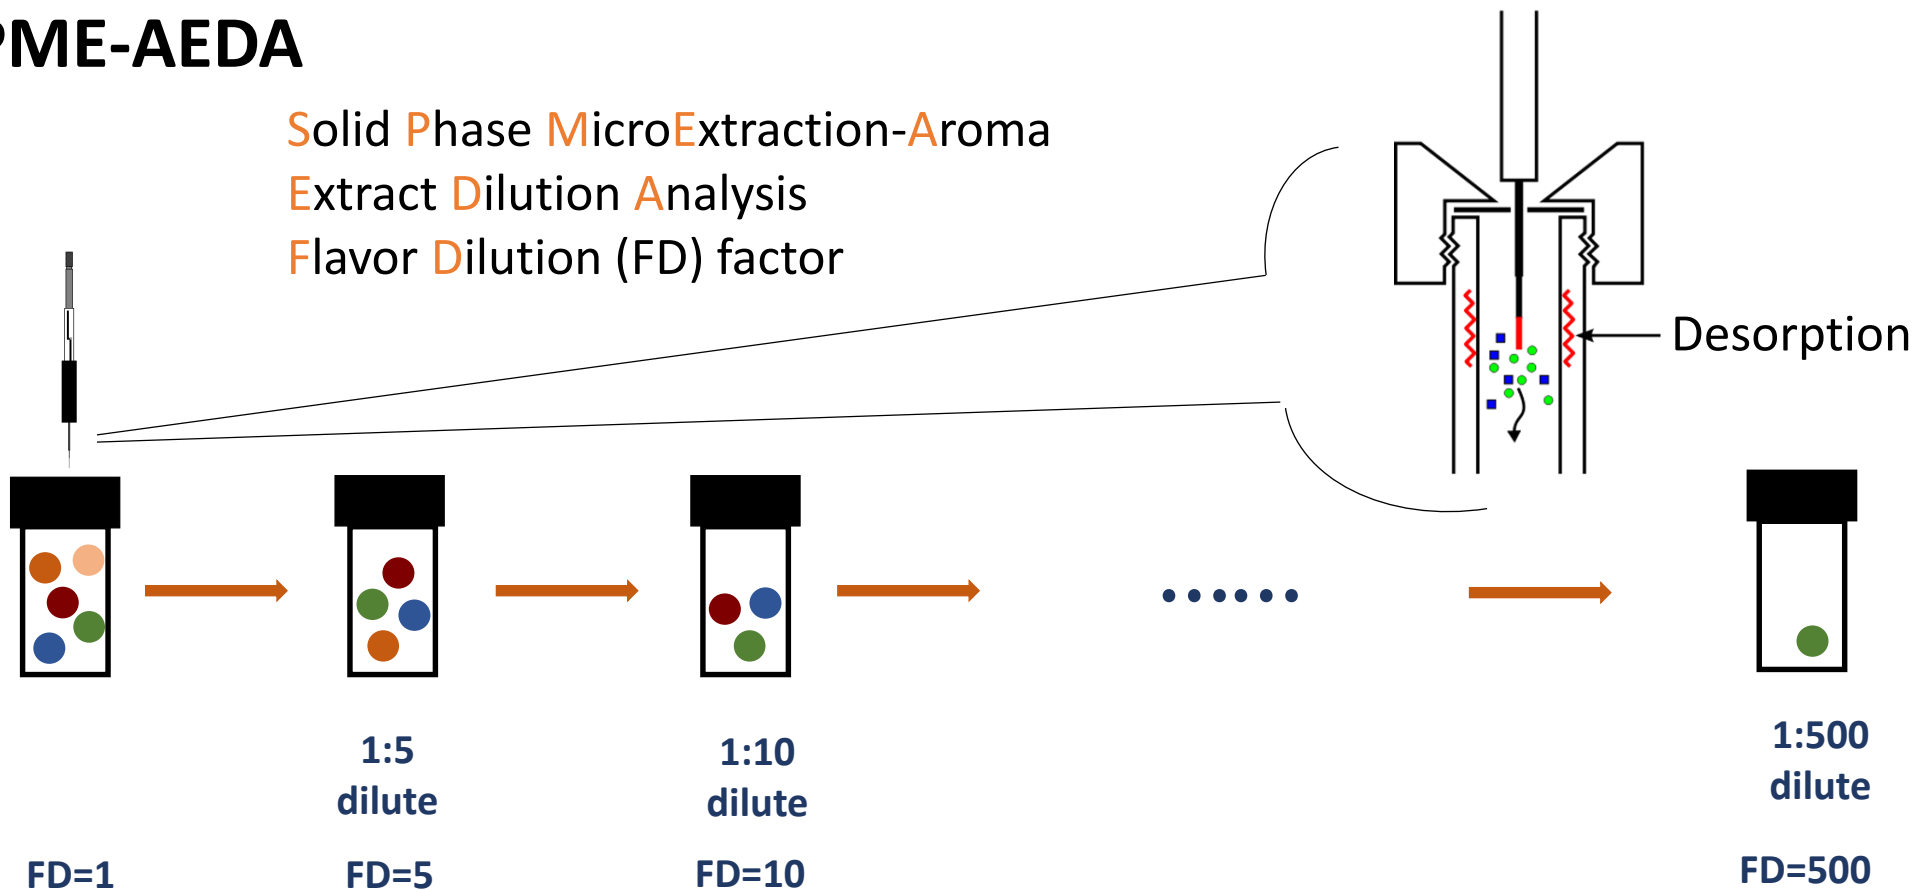 PME-AEDA
Solid Phase MicroExtraction-Aroma
Extract Dilution Analysis
Flavor Dilution (FD) factor
Desorption
1:5
dilute
1:10
dilute
1:500
dilute
FD=1
FD=5
FD=10
FD=500